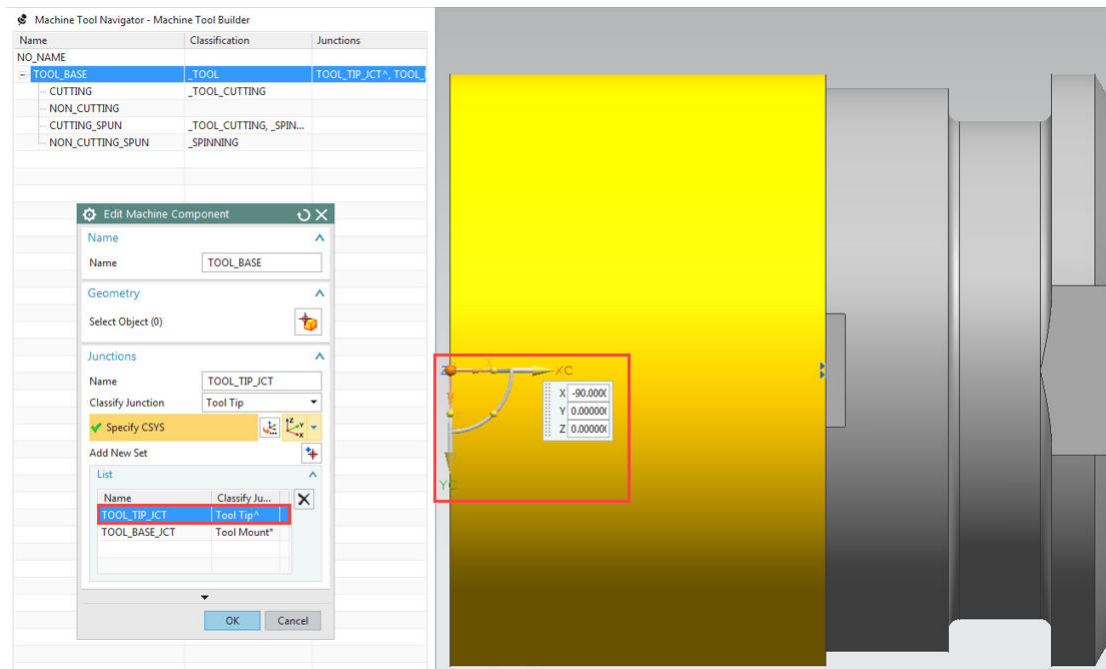 Machine Tool Navigator - Machine Tool Builder
Name Classification Junctions
NO_NAME
TOOL_BASE _TOOL TOOL_TIP_JCT^, TOOL_
CUTTING _TOOL_CUTTING
NON_CUTTING
CUTTING_SPUN _TOOL_CUTTING, _SPIN...
NON_CUTTING_SPUN _SPINNING
Edit Machine Component
Name
Name TOOL_BASE
Geometry
Select Object (0)
Junctions
Name TOOL_TIP_JCT
Classify Junction Tool Tip
Specify CSYS
Add New Set
List
Name Classify Ju...
TOOL_TIP_JCT Tool Tip^
TOOL_BASE_JCT Tool Mount*
OK Cancel
XC
X -90.000
Y 0.00000
Z 0.00000
YC